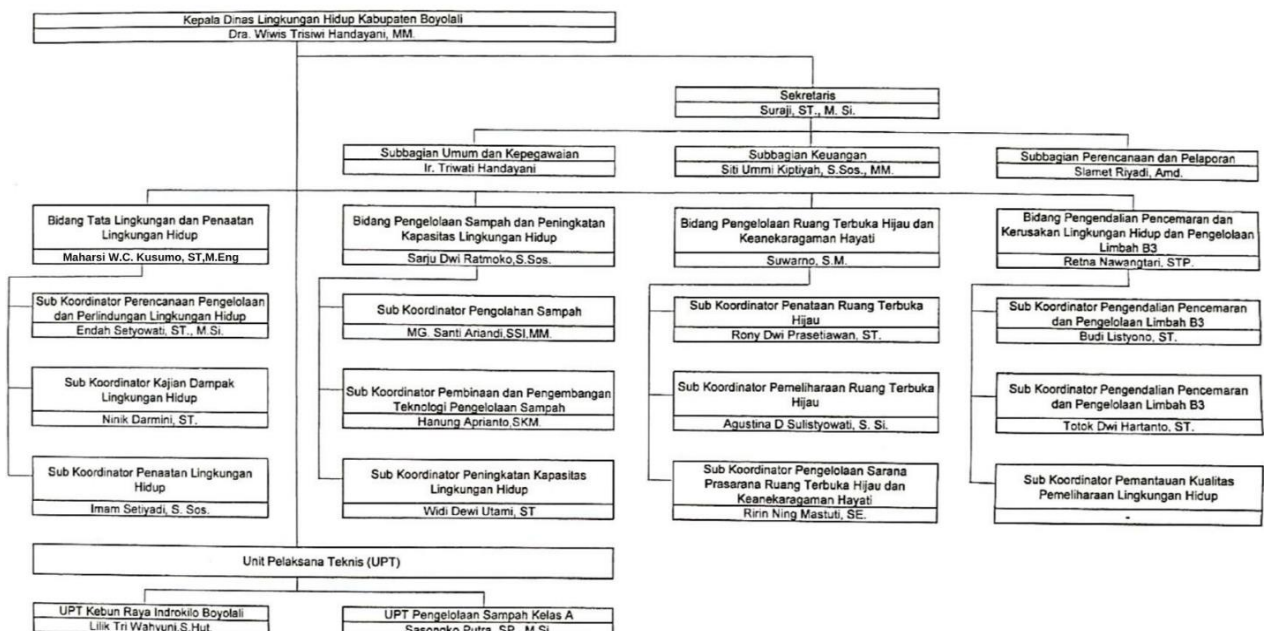 Kepala Dinas Lingkungan Hidup Kabupaten Boyolali
Dra. Wiwis Trisiwi Handayani, MM.
Sekretaris
Suraji, ST., M. Si.
Subbagian Umum dan Kepegawaian
Ir. Triwati Handayani
Subbagian Keuangan
Siti Ummi Kiptiyah, S.Sos., MM.
Subbagian Perencanaan dan Pelaporan
Slamet Riyadi, Amd.
Bidang Tata Lingkungan dan Penaatan
Lingkungan Hidup
Maharsi W.C. Kusumo, ST,M.Eng
Bidang Pengelolaan Sampah dan Peningkatan
Kapasitas Lingkungan Hidup
Sarju Dwi Ratmoko,S.Sos.
Bidang Pengelolaan Ruang Terbuka Hijau dan
Keanekaragaman Hayati
Suwarno, S.M.
Bidang Pengendalian Pencemaran dan
Kerusakan Lingkungan Hidup dan Pengelolaan
Limbah B3
Retna Nawangtari, STP.
Sub Koordinator Perencanaan Pengelolaan
dan Perlindungan Lingkungan Hidup
Endah Setyowati, ST., M.Si.
Sub Koordinator Pengolahan Sampah
MG. Santi Ariandi,SSI,MM.
Sub Koordinator Penataan Ruang Terbuka
Hijau
Rony Dwi Prasetiawan, ST.
Sub Koordinator Pengendalian Pencemaran
dan Pengelolaan Limbah B3
Budi Listyono, ST.
Sub Koordinator Kajian Dampak
Lingkungan Hidup
Ninik Darmini, ST.
Sub Koordinator Pembinaan dan Pengembangan
Teknologi Pengelolaan Sampah
Hanung Aprianto,SKM.
Sub Koordinator Pemeliharaan Ruang Terbuka
Hijau
Agustina D Sulistyowati, S. Si.
Sub Koordinator Pengendalian Pencemaran
dan Pengelolaan Limbah B3
Totok Dwi Hartanto, ST.
Sub Koordinator Penaatan Lingkungan
Hidup
Imam Setiyadi, S. Sos.
Sub Koordinator Peningkatan Kapasitas
Lingkungan Hidup
Widi Dewi Utami, ST
Sub Koordinator Pengelolaan Sarana
Prasarana Ruang Terbuka Hijau dan
Keanekaragaman Hayati
Ririn Ning Mastuti, SE.
Sub Koordinator Pemantauan Kualitas
Pemeliharaan Lingkungan Hidup
-
Unit Pelaksana Teknis (UPT)
UPT Kebun Raya Indrokilo Boyolali
Lilik Tri Wahyuni,S.Hut.
UPT Pengelolaan Sampah Kelas A
Sasongko Putra, SP., M.Si.